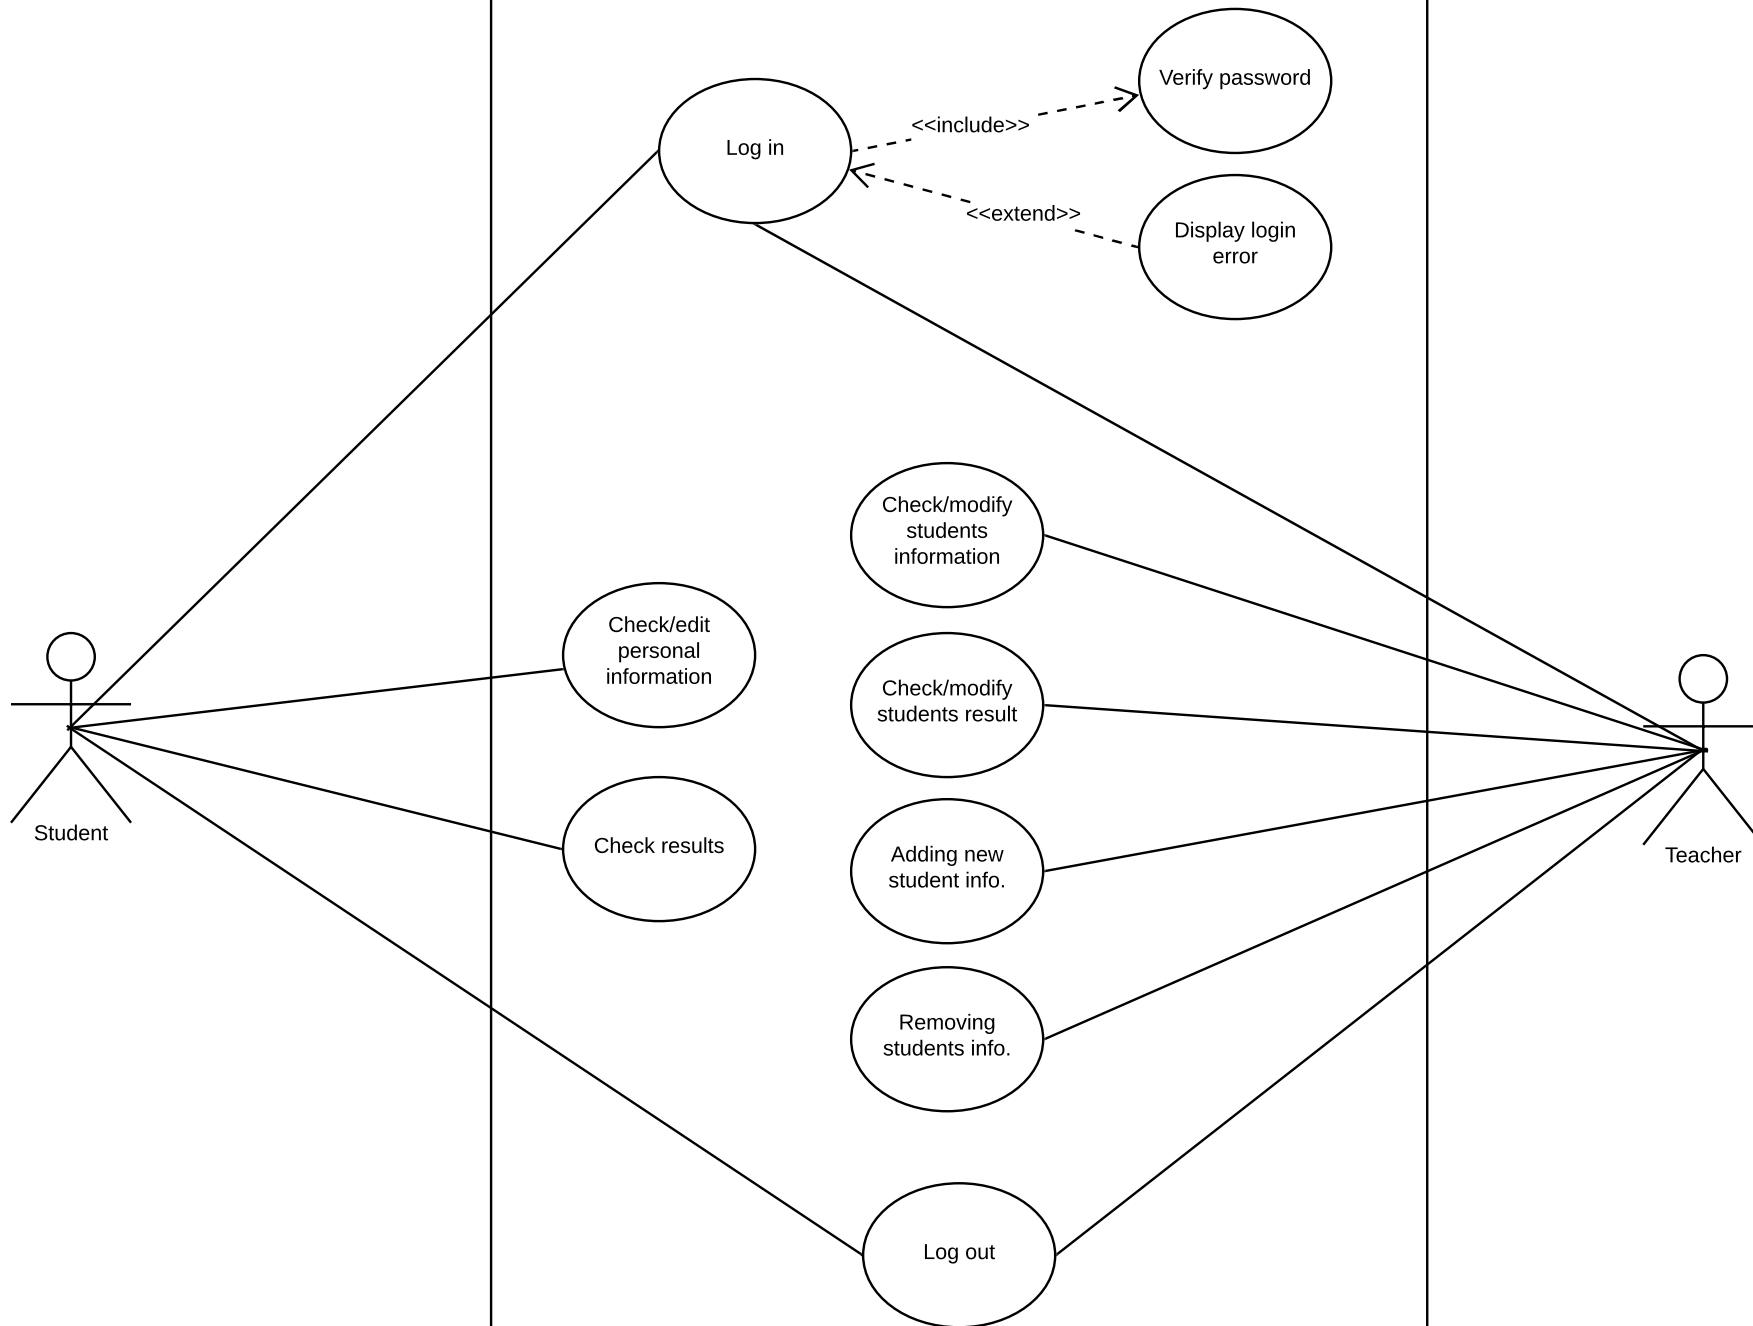 Verify password
<<include>>
Log in
<<extend>>
Display login
error
Check/modify
students
information
Check/edit
personal
information
Check/modify
students result
Student
Check results
Adding new
student info.
Teacher
Removing
students info.
Log out